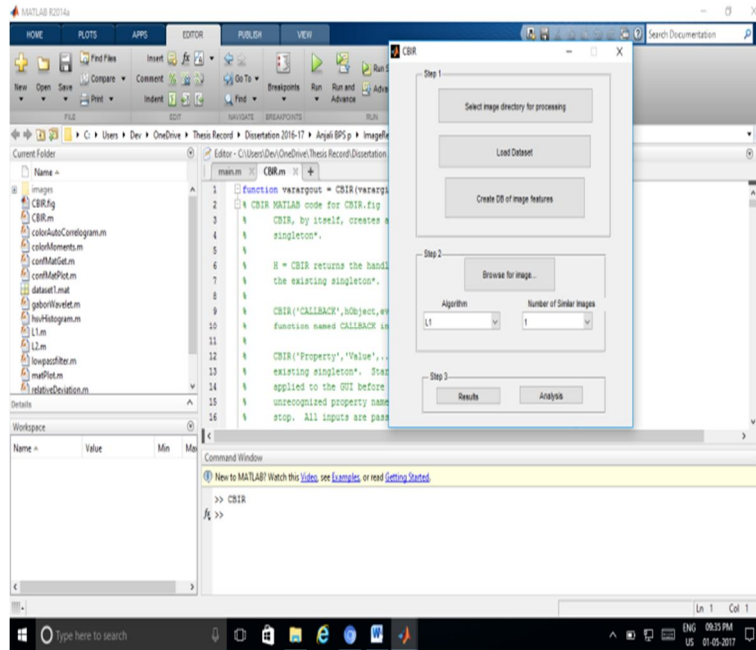 MATLAB R2014a
HOME PLOTS APPS EDITOR PUBLISH VIEW
Search Documentation
New Open Save
Find Files
Compare
Print
Insert
Comment
Indent
Go To
Find
Breakpoints
Run
Run and Advance
FILE EDIT NAVIGATE BREAKPOINTS RUN
C: Users Dev OneDrive Thesis Record Dissertation 2016-17 Anjali BPS p
Current Folder
Name
images
CBIR.fig
CBIR.m
colorAutoCorrelogram.m
colorMoments.m
confMatGet.m
confMatPlot.m
dataset1.mat
gaborWavelet.m
hsvHistogram.m
L1.m
L2.m
lowpassfilter.m
matPlot.m
relativeDeviation.m
Details
Workspace
Name Value Min
Editor - C:\Users\Dev\OneDrive\Thesis Record\Dissertation
main.m CBIR.m
1 function varargout = CBIR(varargi
2 % CBIR MATLAB code for CBIR.fig
3 % CBIR, by itself, creates a
4 % singleton*.
5 %
6 % H = CBIR returns the handl
7 % the existing singleton*.
8 %
9 % CBIR('CALLBACK',hObject,ev
10 % function named CALLBACK in
11 %
12 % CBIR('Property','Value',..
13 % existing singleton*. Star
14 % applied to the GUI before
15 % unrecognized property name
16 % stop. All inputs are pass
Command Window
New to MATLAB? Watch this Video, see Examples, or read Getting Started.
>> CBIR
fx >>
CBIR
Step 1
Select image directory for processing
Load Dataset
Create DB of image features
Step 2
Browse for image...
Algorithm Number of Similar Images
L1 1
Step 3
Results Analysis
Ln 1 Col 1
Type here to search
ENG 09:35 PM
US 01-05-2017